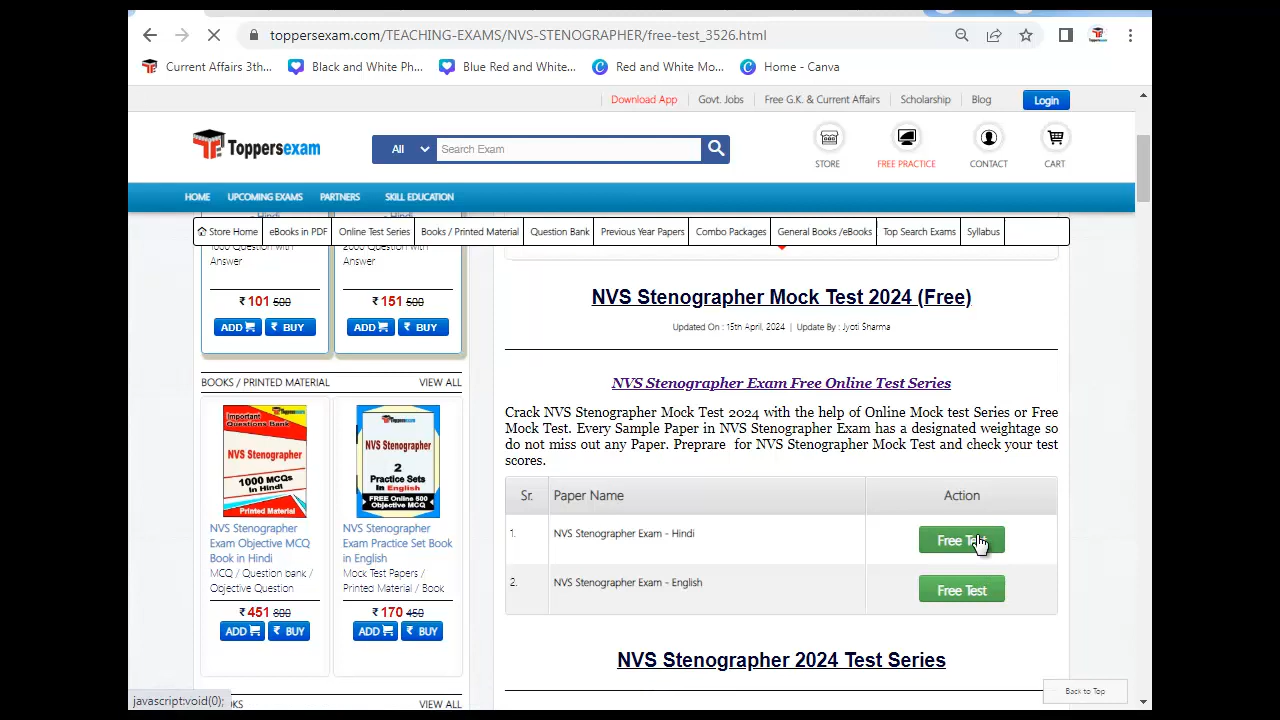 toppersexam.com/TEACHING-EXAMS/NVS-STENOGRAPHER/free-test_3526.html
Current Affairs 3th...
Black and White Ph...
Blue Red and White...
Red and White Mo...
Home - Canva
Download App
Govt. Jobs
Free G.K. & Current Affairs
Scholarship
Blog
Login
Toppersexam
All
Search Exam
STORE
FREE PRACTICE
CONTACT
CART
HOME
UPCOMING EXAMS
PARTNERS
SKILL EDUCATION
Store Home
eBooks in PDF
Online Test Series
Books / Printed Material
Question Bank
Previous Year Papers
Combo Packages
General Books /eBooks
Top Search Exams
Syllabus
Answer
₹ 101 500
ADD
₹ BUY
Answer
₹ 151 500
ADD
₹ BUY
BOOKS / PRINTED MATERIAL
VIEW ALL
Important
Questions Bank
Toppersexam
NVS Stenographer
1000 MCQs
In Hindi
Printed Material
NVS Stenographer
Exam Objective MCQ
Book in Hindi
MCQ / Question bank /
Objective Question
₹ 451 800
ADD
₹ BUY
Toppersexam
NVS Stenographer
2
Practice Sets
In English
FREE Online 500
Objective MCQ
NVS Stenographer
Exam Practice Set Book
in English
Mock Test Papers /
Printed Material / Book
₹ 170 450
ADD
₹ BUY
VIEW ALL
NVS Stenographer Mock Test 2024 (Free)
Updated On : 15th April, 2024 | Update By : Jyoti Sharma
NVS Stenographer Exam Free Online Test Series
Crack NVS Stenographer Mock Test 2024 with the help of Online Mock test Series or Free
Mock Test. Every Sample Paper in NVS Stenographer Exam has a designated weightage so
do not miss out any Paper. Preprare for NVS Stenographer Mock Test and check your test
scores.
Sr. Paper Name Action
1. NVS Stenographer Exam - Hindi
2. NVS Stenographer Exam - English Free Test
NVS Stenographer 2024 Test Series
Back to Top
javascript:void(0);